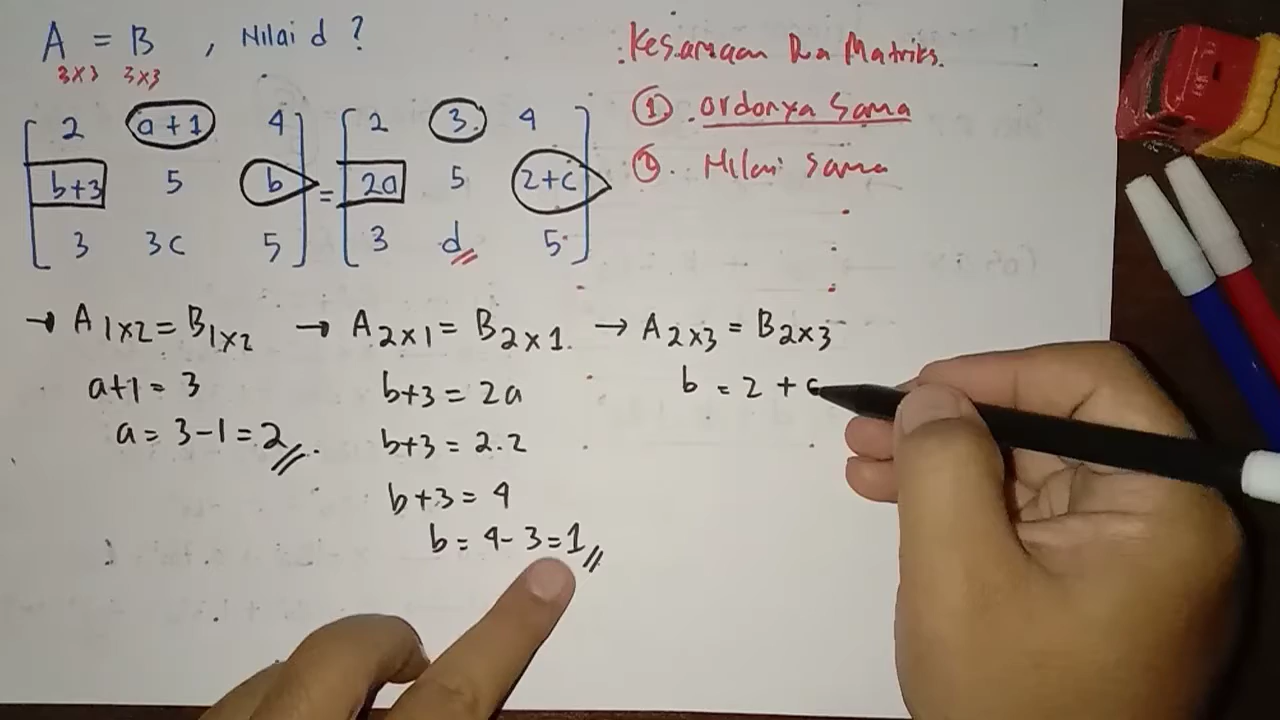 A = B , Nilai d ?
3x3 3x3
Kesamaan Dua Matriks.
① . Ordonya Sama
② . Nilai Sama
[ 2 a+1 4 ] [ 2 3. 4 ]
[ b+3 5 b ] = [ 2a 5 2+c ]
[ 3 3c 5 ] [ 3 d 5 ]
→ A1x2 = B1x2
a+1 = 3
a = 3-1 = 2 //.
→ A2x1 = B2x1.
b+3 = 2a
b+3 = 2.2
b+3 = 4
b = 4-3 = 1 //
→ A2x3 = B2x3
b = 2 + c